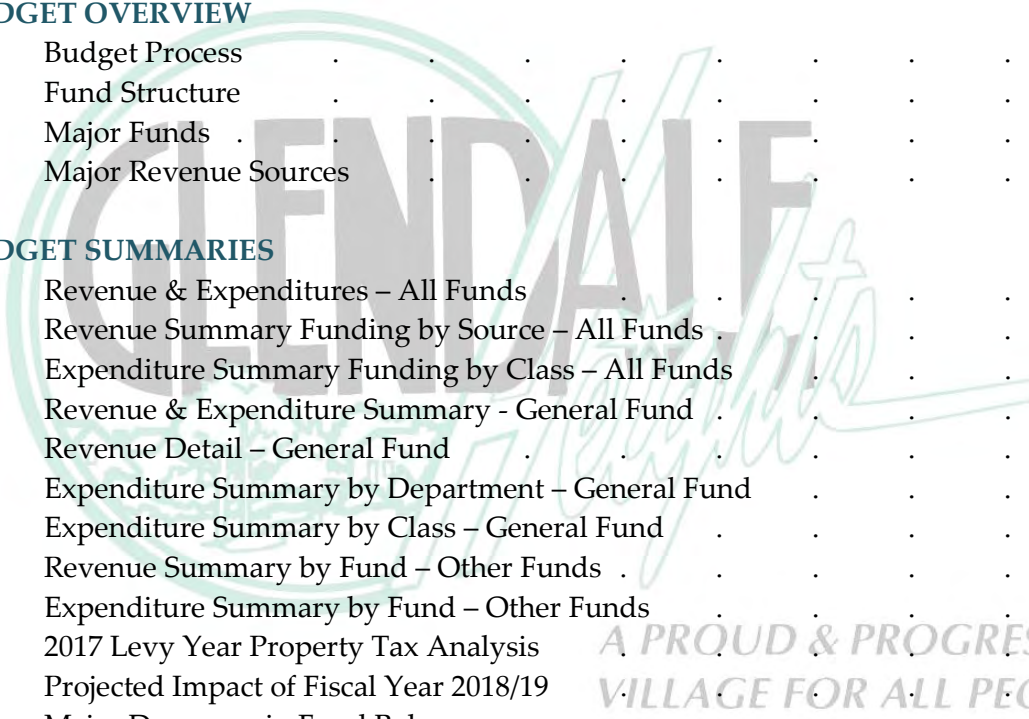 DGET OVERVIEW
Budget Process . . . . . . . .
Fund Structure . . . . . . . .
Major Funds . . . . . . . . .
Major Revenue Sources . . . . . . .
DGET SUMMARIES
Revenue & Expenditures – All Funds . . . . .
Revenue Summary Funding by Source – All Funds . . . .
Expenditure Summary Funding by Class – All Funds . . .
Revenue & Expenditure Summary - General Fund . . . .
Revenue Detail – General Fund . . . . . .
Expenditure Summary by Department – General Fund . . .
Expenditure Summary by Class – General Fund . . . .
Revenue Summary by Fund – Other Funds . . . . .
Expenditure Summary by Fund – Other Funds . . . .
2017 Levy Year Property Tax Analysis . . . . .
Projected Impact of Fiscal Year 2018/19 . . . . .
GLENDALE
Heights
A PROUD & PROGRES
VILLAGE FOR ALL PEO